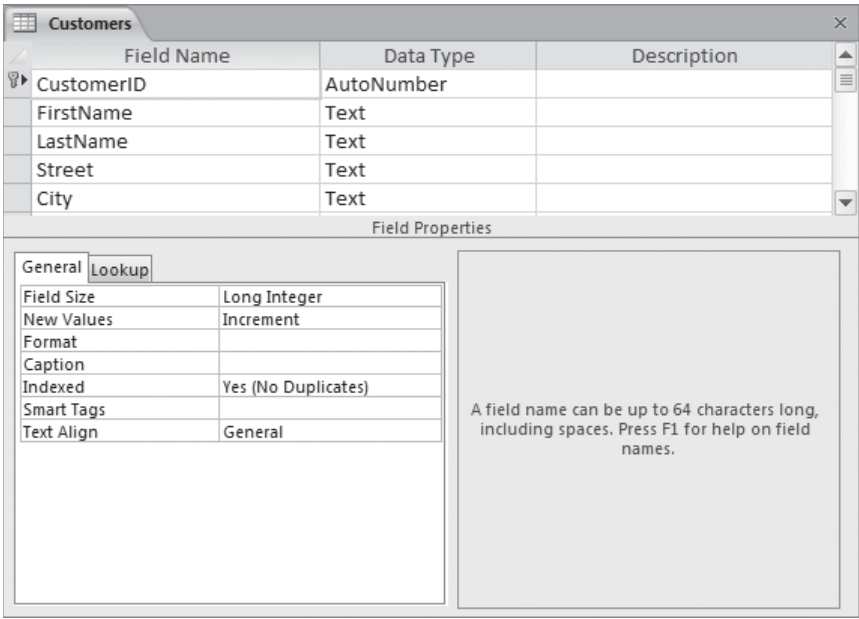 Customers
Field Name Data Type Description
CustomerID AutoNumber
FirstName Text
LastName Text
Street Text
City Text
Field Properties
General Lookup
Field Size Long Integer
New Values Increment
Format
Caption
Indexed Yes (No Duplicates)
Smart Tags
Text Align General
A field name can be up to 64 characters long,
including spaces. Press F1 for help on field
names.